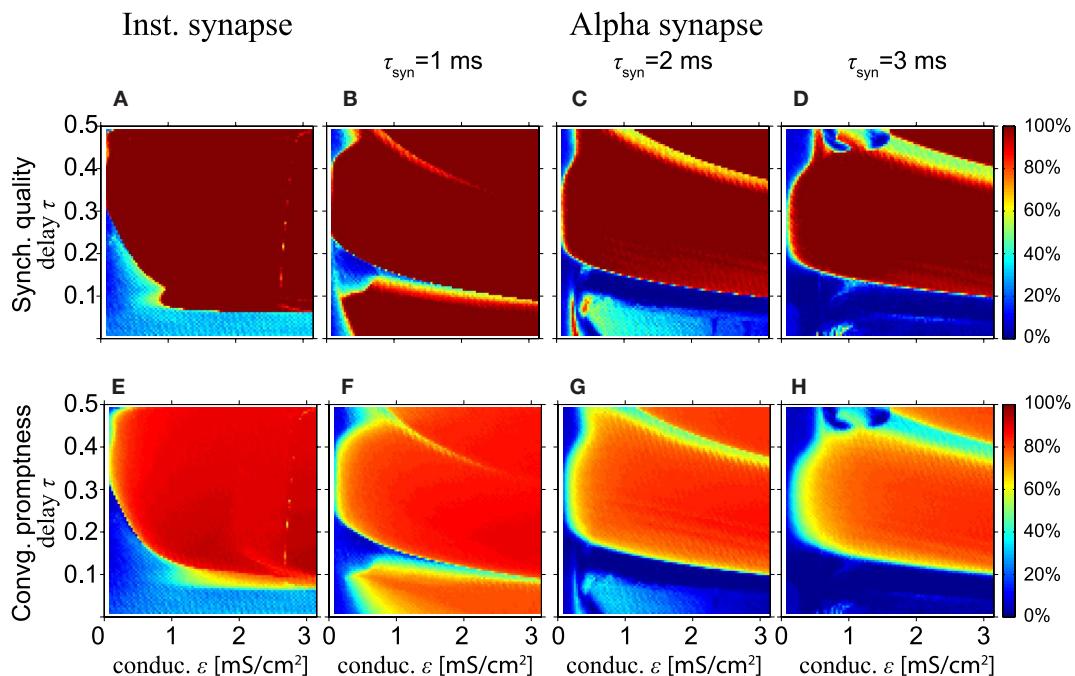 Inst. synapse Alpha synapse
τsyn=1 ms τsyn=2 ms τsyn=3 ms
A B C D
Synch. quality
delay τ
0.5
0.4
0.3
0.2
0.1
100%
80%
60%
40%
20%
0%
E F G H
Convg. promptness
delay τ
0.5
0.4
0.3
0.2
0.1
100%
80%
60%
40%
20%
0%
0 1 2 3 0 1 2 3 0 1 2 3 0 1 2 3
conduc. ε [mS/cm²] conduc. ε [mS/cm²] conduc. ε [mS/cm²] conduc. ε [mS/cm²]